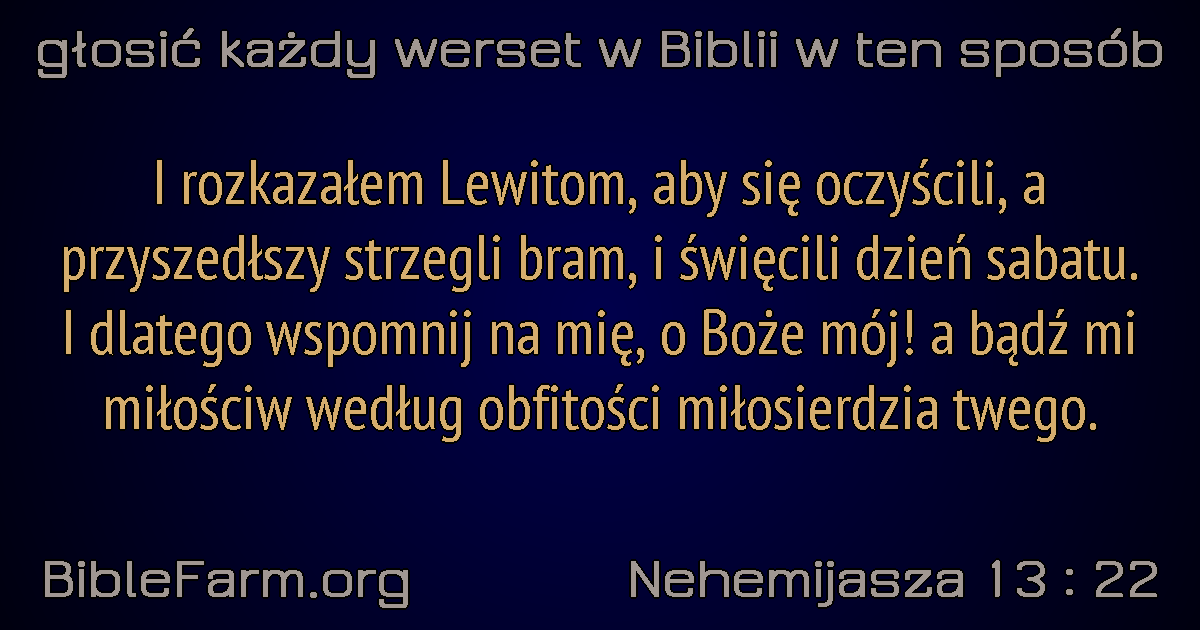 głosić każdy werset w Biblii w ten sposób
I rozkazałem Lewitom, aby się oczyścili, a
przyszedłszy strzegli bram, i święcili dzień sabatu.
I dlatego wspomnij na mię, o Boże mój! a bądź mi
miłościw według obfitości miłosierdzia twego.
BibleFarm.org
Nehemijasza 13 : 22